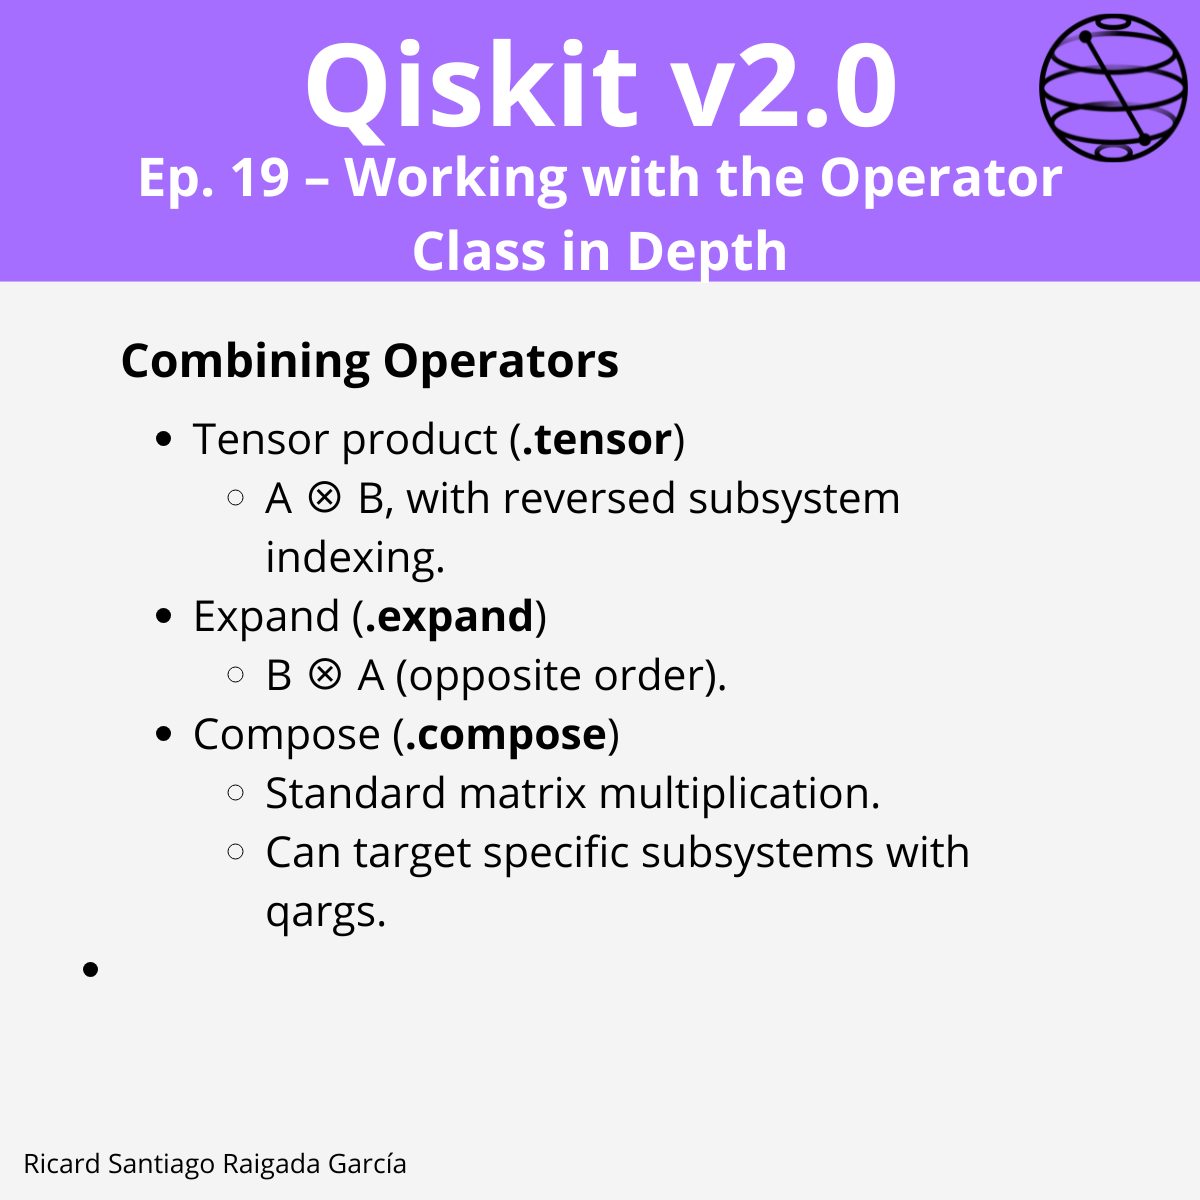 Qiskit v2.0
Ep. 19 – Working with the Operator
Class in Depth
Combining Operators
• Tensor product (.tensor)
○ A ⊗ B, with reversed subsystem
indexing.
• Expand (.expand)
○ B ⊗ A (opposite order).
• Compose (.compose)
○ Standard matrix multiplication.
○ Can target specific subsystems with
qargs.
•
Ricard Santiago Raigada García